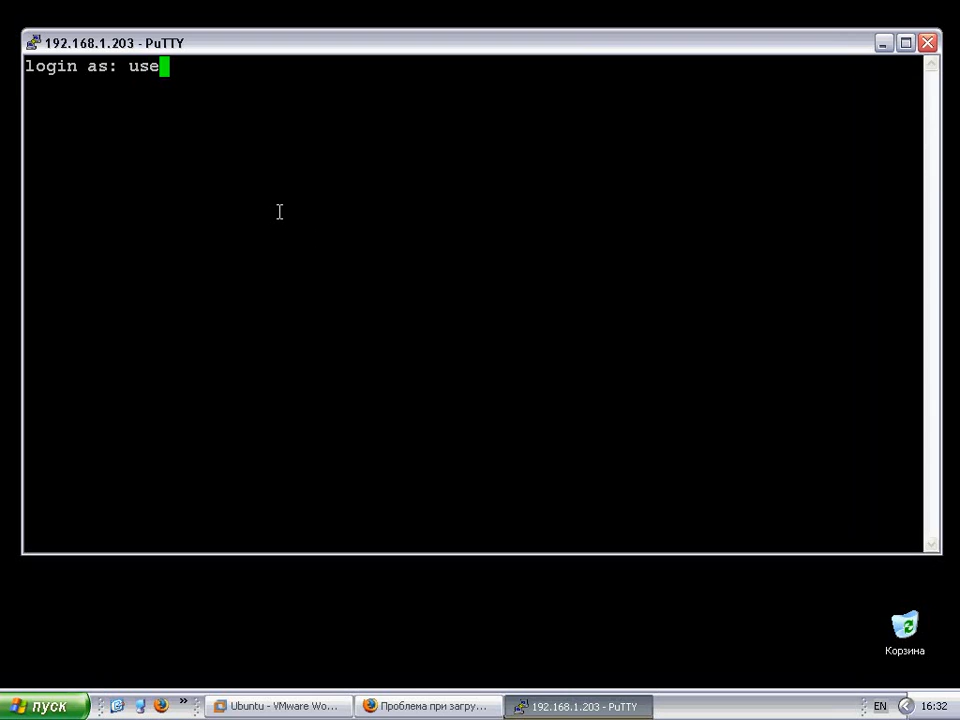 192.168.1.203 - PuTTY
login as: use
Корзина
пуск
Ubuntu - VMware Wo...
Проблема при загру...
192.168.1.203 - PuTTY
EN
16:32